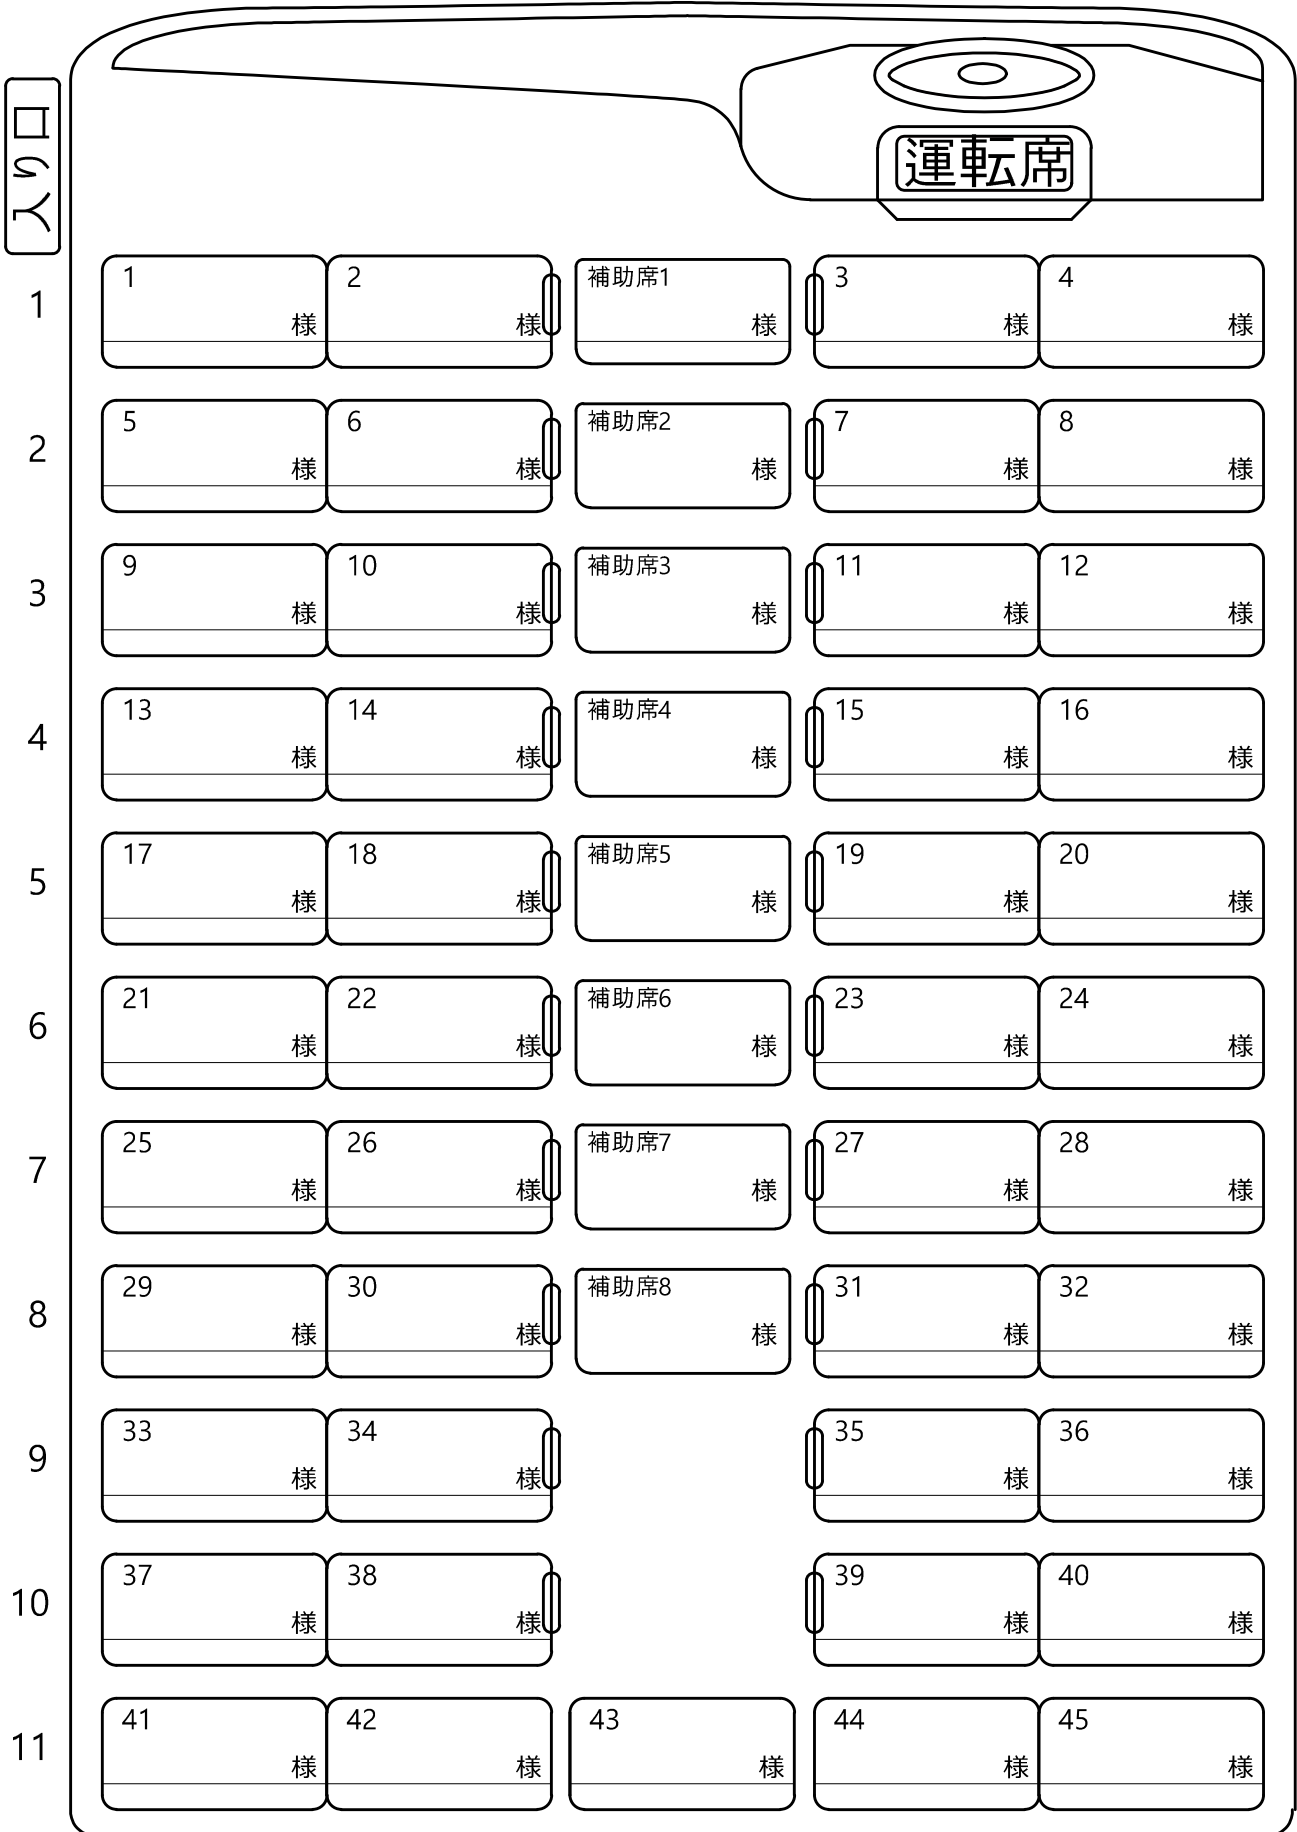 入り口
運転席
1 1 様 2 様 補助席1 様 3 様 4 様
2 5 様 6 様 補助席2 様 7 様 8 様
3 9 様 10 様 補助席3 様 11 様 12 様
4 13 様 14 様 補助席4 様 15 様 16 様
5 17 様 18 様 補助席5 様 19 様 20 様
6 21 様 22 様 補助席6 様 23 様 24 様
7 25 様 26 様 補助席7 様 27 様 28 様
8 29 様 30 様 補助席8 様 31 様 32 様
9 33 様 34 様 35 様 36 様
10 37 様 38 様 39 様 40 様
11 41 様 42 様 43 様 44 様 45 様